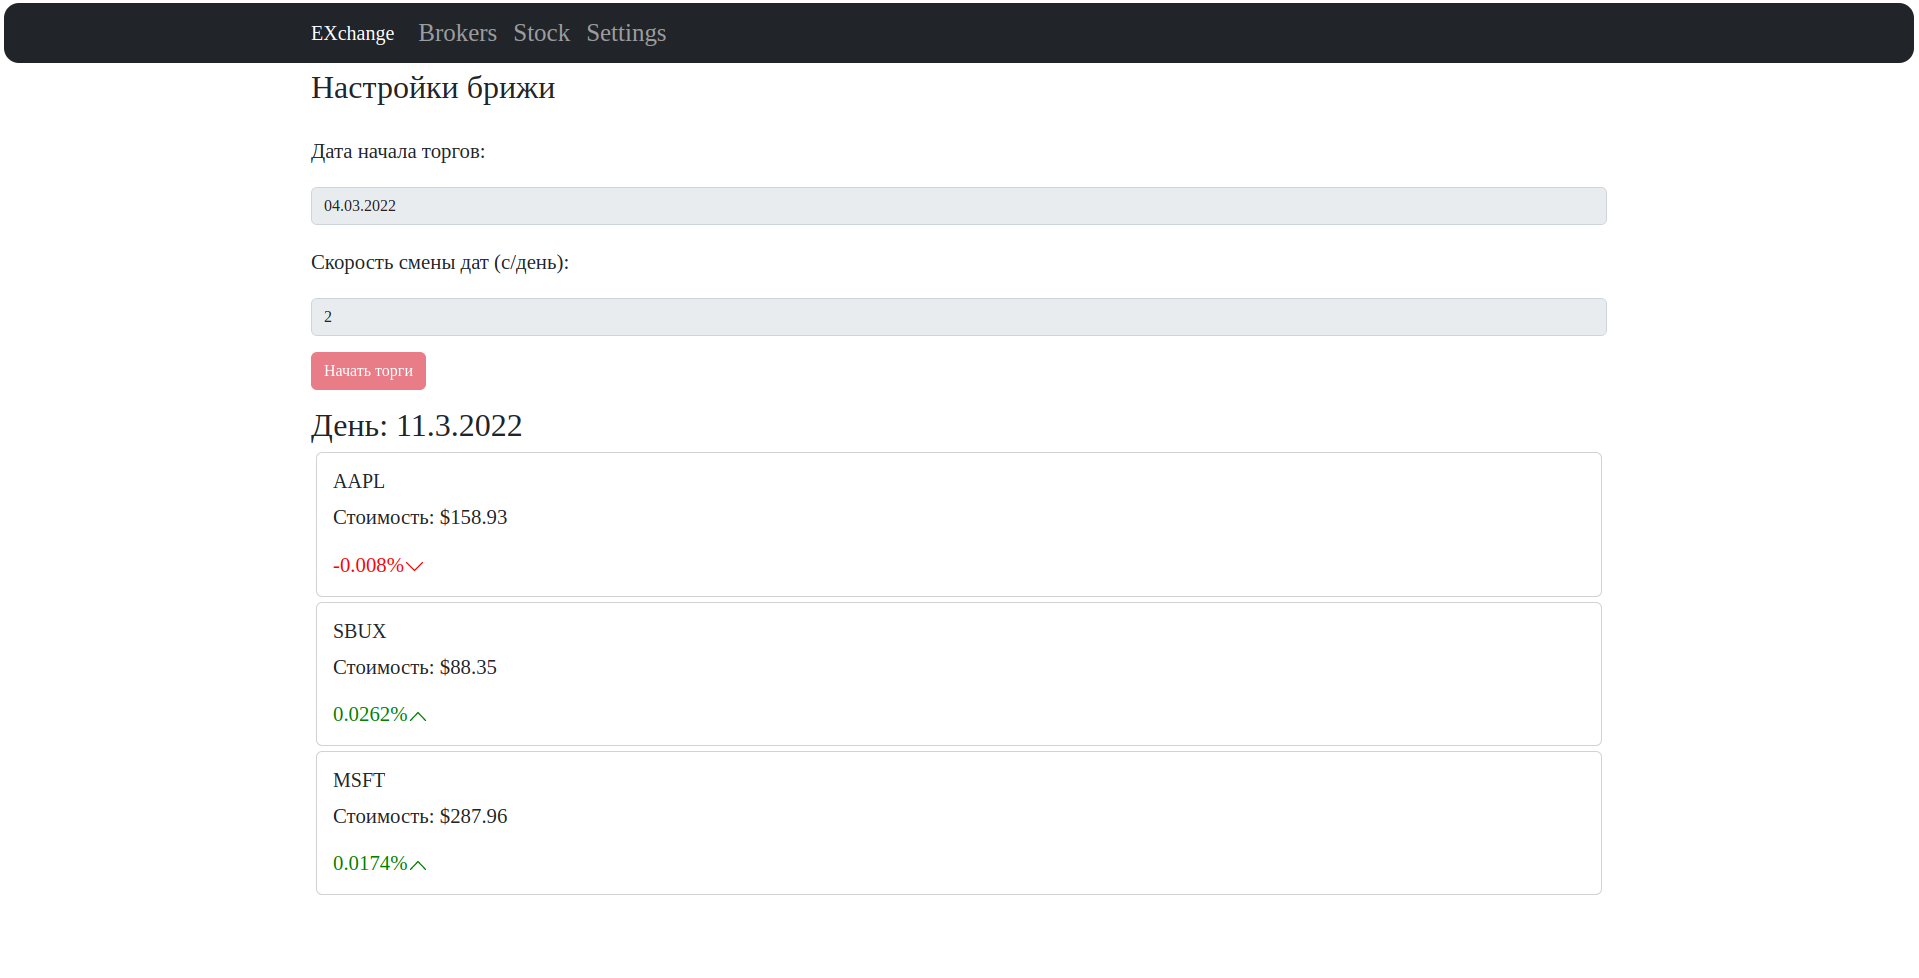 EXchange Brokers Stock Settings
Настройки брижи
Дата начала торгов:
04.03.2022
Скорость смены дат (с/день):
2
Начать торги
День: 11.3.2022
AAPL
Стоимость: $158.93
-0.008%
SBUX
Стоимость: $88.35
0.0262%
MSFT
Стоимость: $287.96
0.0174%